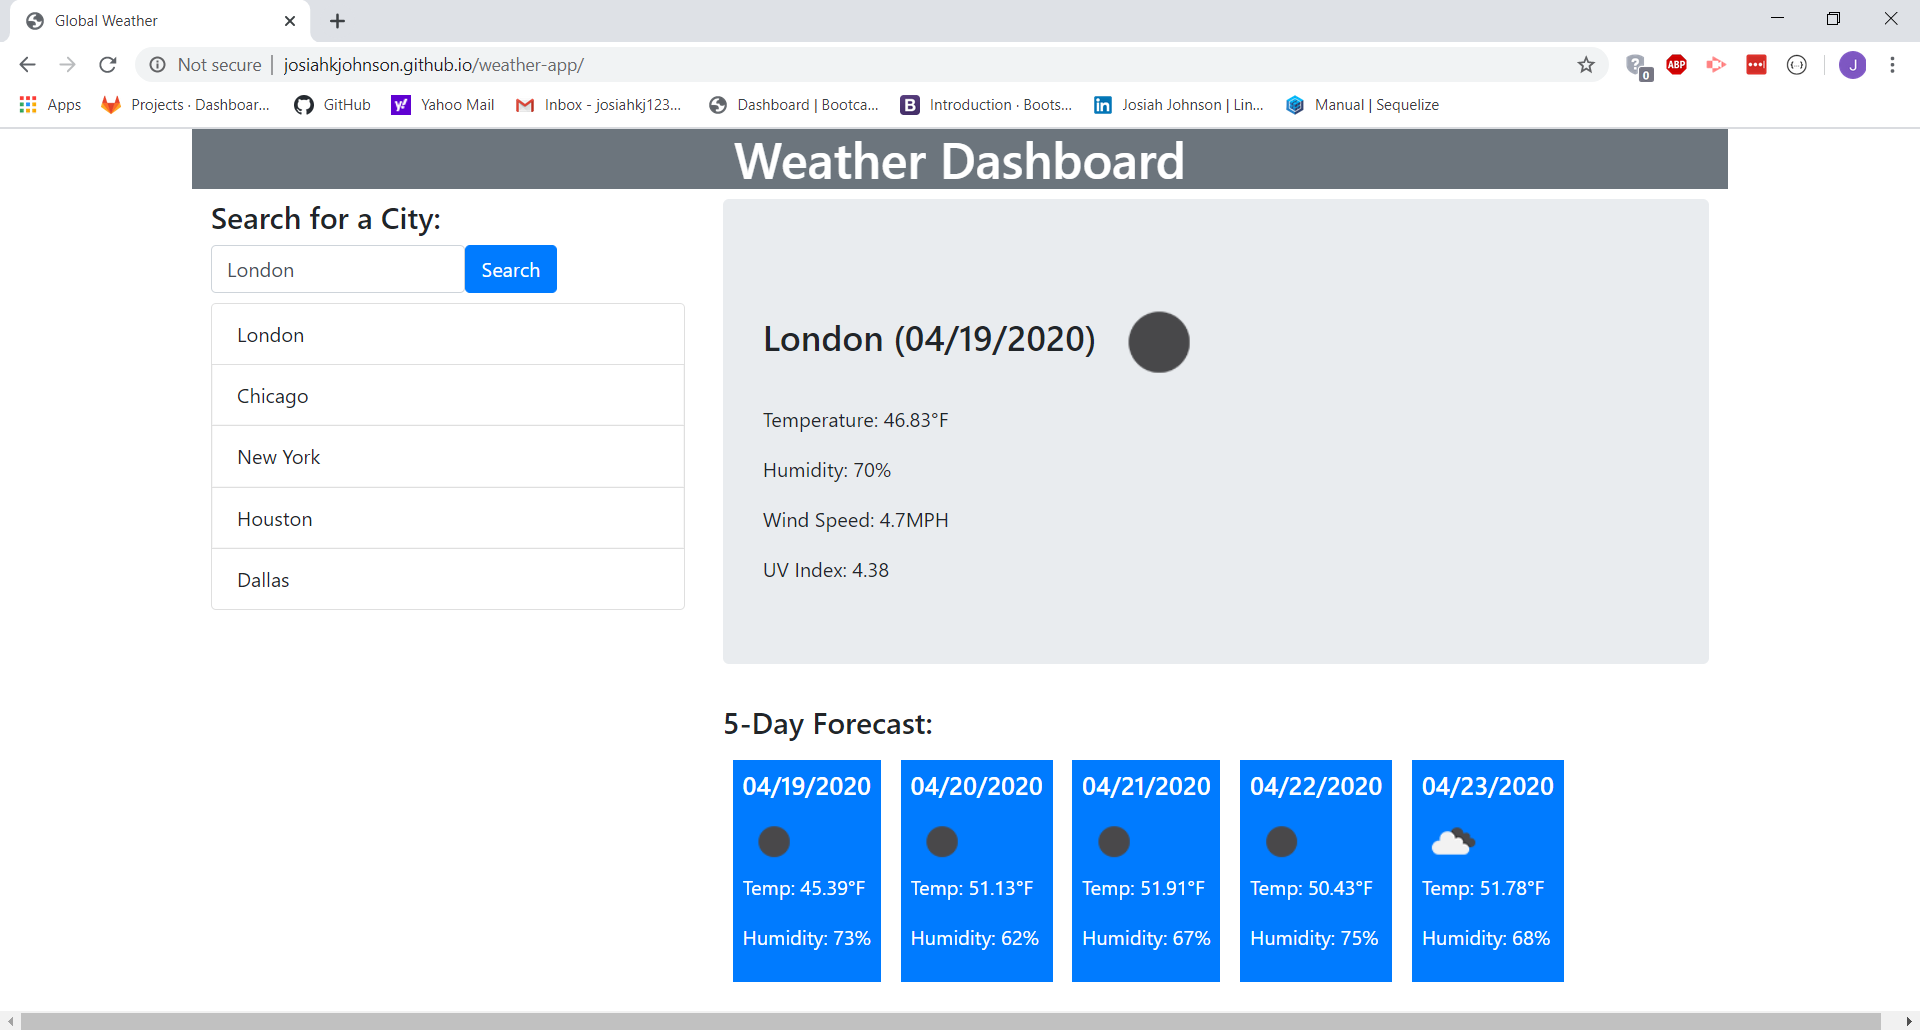 Global Weather
Not secure | josiahkjohnson.github.io/weather-app/
ABP
J
0
Apps
Projects · Dashboar...
GitHub
Yahoo Mail
Inbox - josiahkj123...
Dashboard | Bootca...
Introduction · Boots...
Josiah Johnson | Lin...
Manual | Sequelize
Weather Dashboard
Search for a City:
London
Search
London
Chicago
New York
Houston
Dallas
London (04/19/2020)
Temperature: 46.83°F
Humidity: 70%
Wind Speed: 4.7MPH
UV Index: 4.38
5-Day Forecast:
04/19/2020
Temp: 45.39°F
Humidity: 73%
04/20/2020
Temp: 51.13°F
Humidity: 62%
04/21/2020
Temp: 51.91°F
Humidity: 67%
04/22/2020
Temp: 50.43°F
Humidity: 75%
04/23/2020
Temp: 51.78°F
Humidity: 68%